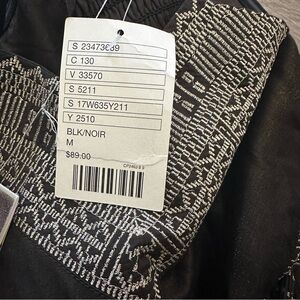 S 23473639
C 130
V 33570
S 5211
S 17W635Y211
Y 2510
BLK/NOIR
M
$89.00